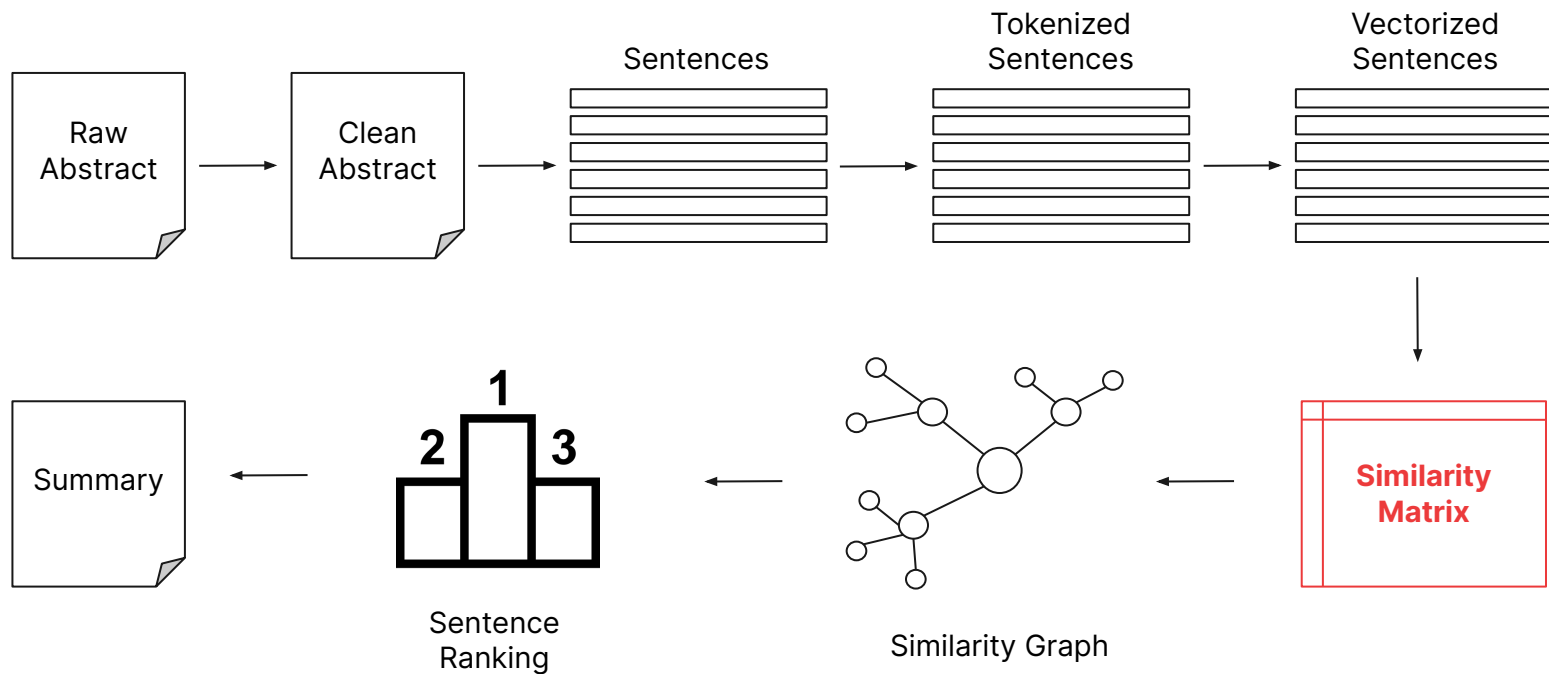 Raw
Abstract
Clean
Abstract
Sentences
Tokenized
Sentences
Vectorized
Sentences
Summary
1
2
3
Sentence
Ranking
Similarity Graph
Similarity
Matrix